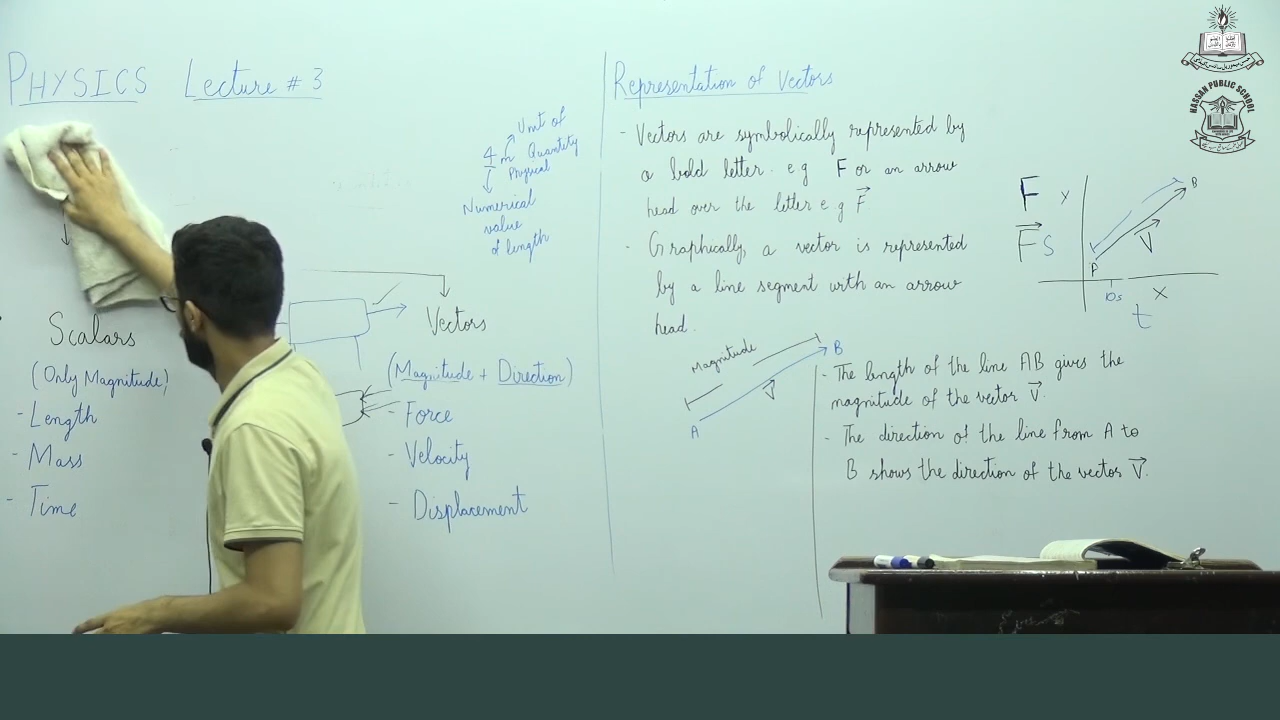 PHYSICS Lecture # 3
Unit of
4 m Quantity
Physical
Numerical
value
of length
Scalars
(Only Magnitude)
- Length
- Mass
- Time
Vectors
(Magnitude + Direction)
- Force
- Velocity
- Displacement
Representation of Vectors
- Vectors are symbolically represented by
a bold letter. e.g F or an arrow
head over the letter e.g F⃗
- Graphically, a vector is represented
by a line segment with an arrow
head.
Magnitude
A
B
V⃗
- The length of the line AB gives the
magnitude of the vector V⃗.
- The direction of the line from A to
B shows the direction of the vector V⃗.
F
F⃗ S
Y
B
V⃗
P
10s
X
t
HASSAN PUBLIC SCHOOL